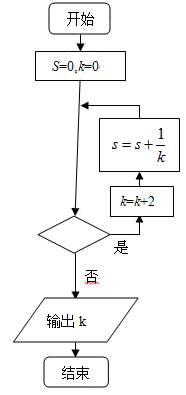 开始
S=0,k=0
s = s + 1/k
k=k+2
是
否
输出 k
结束